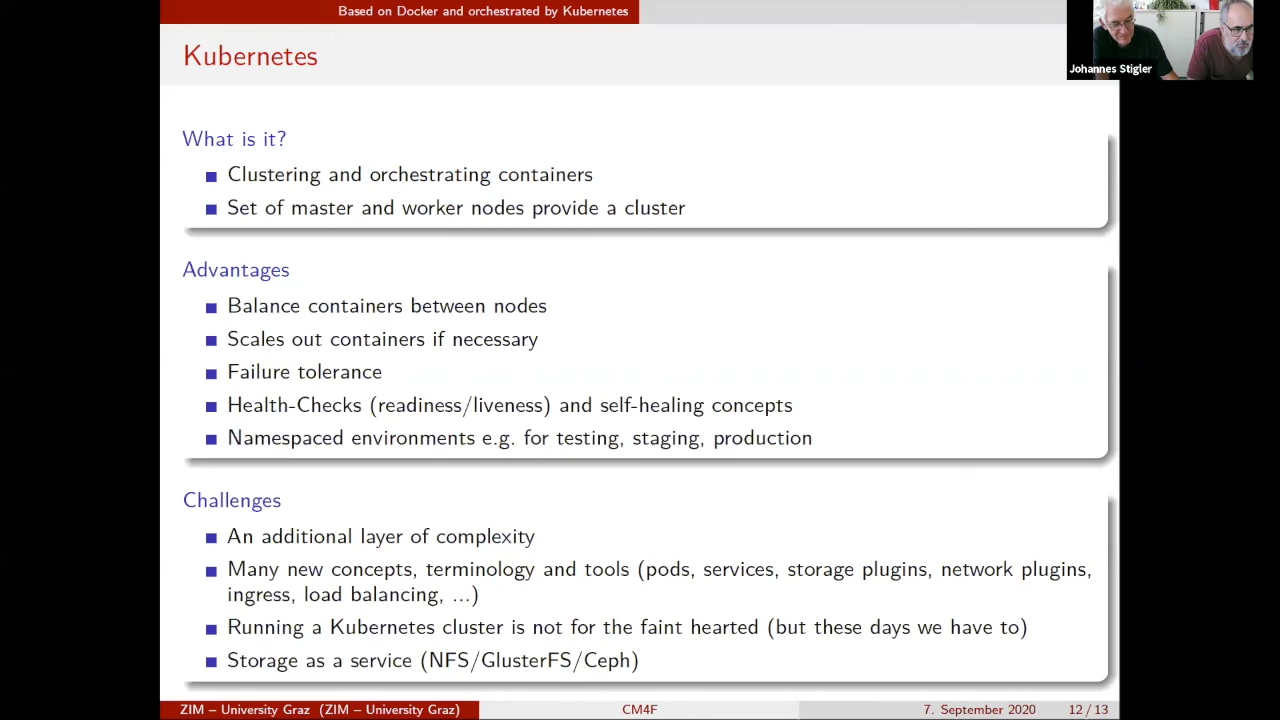 Based on Docker and orchestrated by Kubernetes
Kubernetes
Johannes Stigler
What is it?
Clustering and orchestrating containers
Set of master and worker nodes provide a cluster
Advantages
Balance containers between nodes
Scales out containers if necessary
Failure tolerance
Health-Checks (readiness/liveness) and self-healing concepts
Namespaced environments e.g. for testing, staging, production
Challenges
An additional layer of complexity
Many new concepts, terminology and tools (pods, services, storage plugins, network plugins,
ingress, load balancing, ...)
Running a Kubernetes cluster is not for the faint hearted (but these days we have to)
Storage as a service (NFS/GlusterFS/Ceph)
ZIM – University Graz (ZIM – University Graz) CM4F 7. September 2020 12 / 13